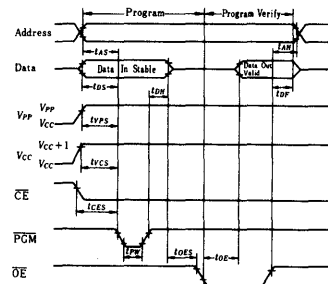 Program
Program Verify
Address
tAS
tAH
Data
Data In Stable
Data Out Valid
tDS
tDH
tDF
VPP VPP
VCC
tVPS
VCC VCC+1
VCC
tVCS
CE
tCES
PGM
tPW
tOES
tOE
OE